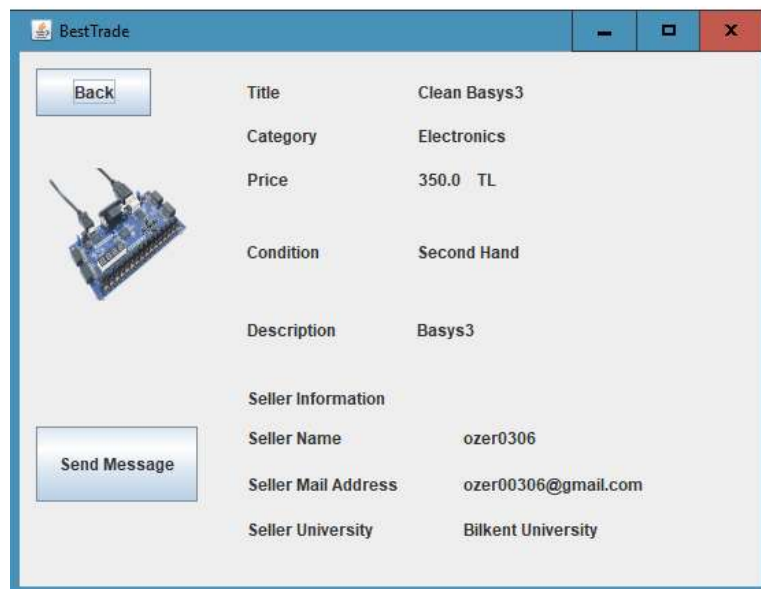 BestTrade
Back
Title Clean Basys3
Category Electronics
Price 350.0 TL
Condition Second Hand
Description Basys3
Seller Information
Seller Name ozer0306
Send Message
Seller Mail Address ozer00306@gmail.com
Seller University Bilkent University